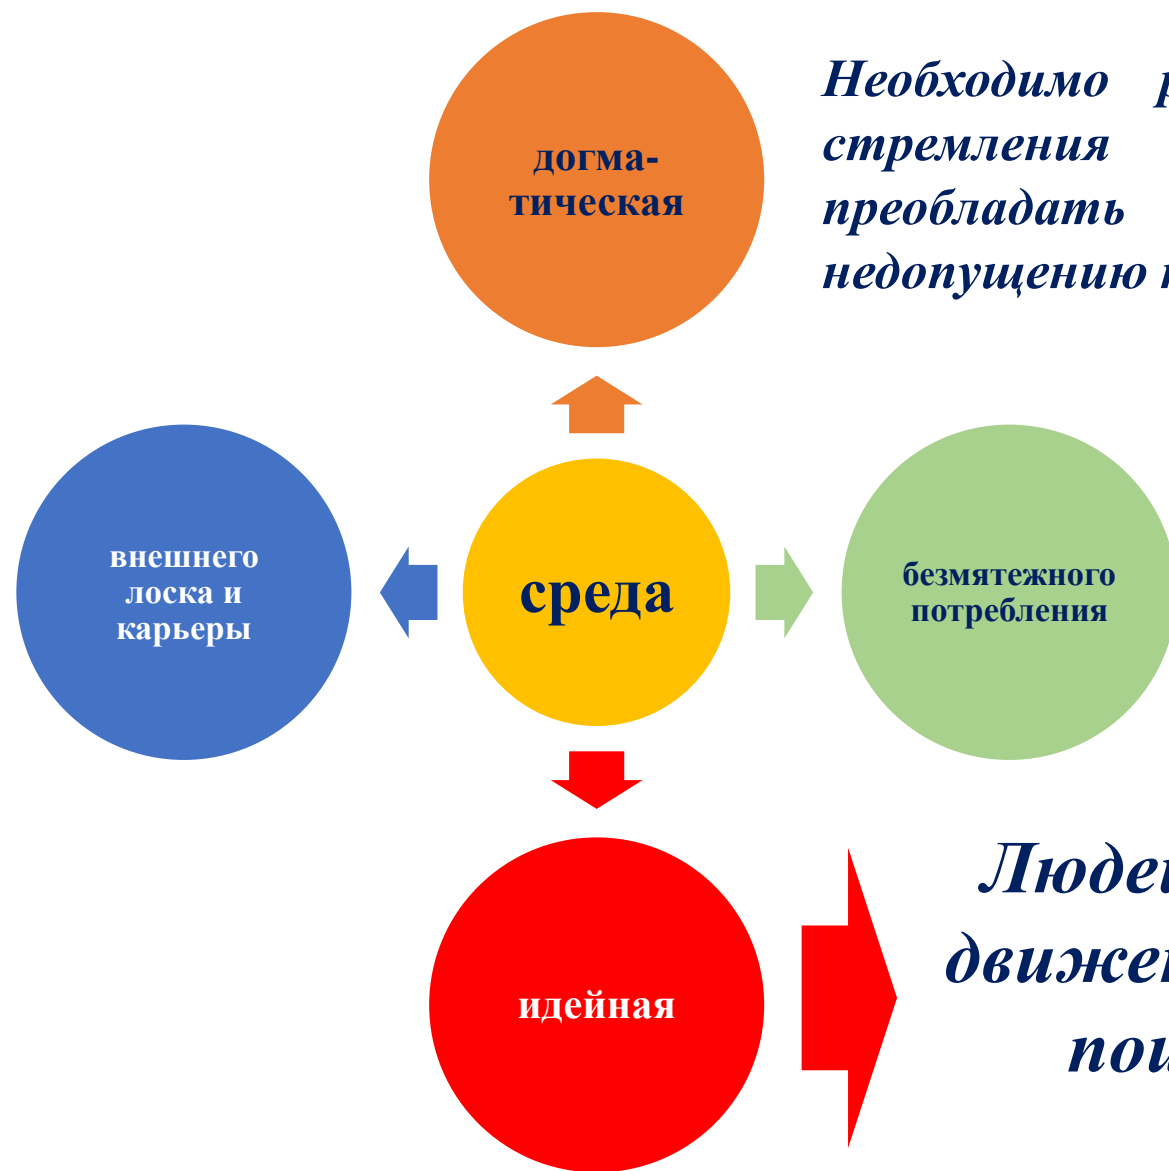 догма-
тическая
Необходимо
стремления
преобладать
недопущению
внешнего
лоска и
карьеры
среда
безмятежного
потребления
идейная